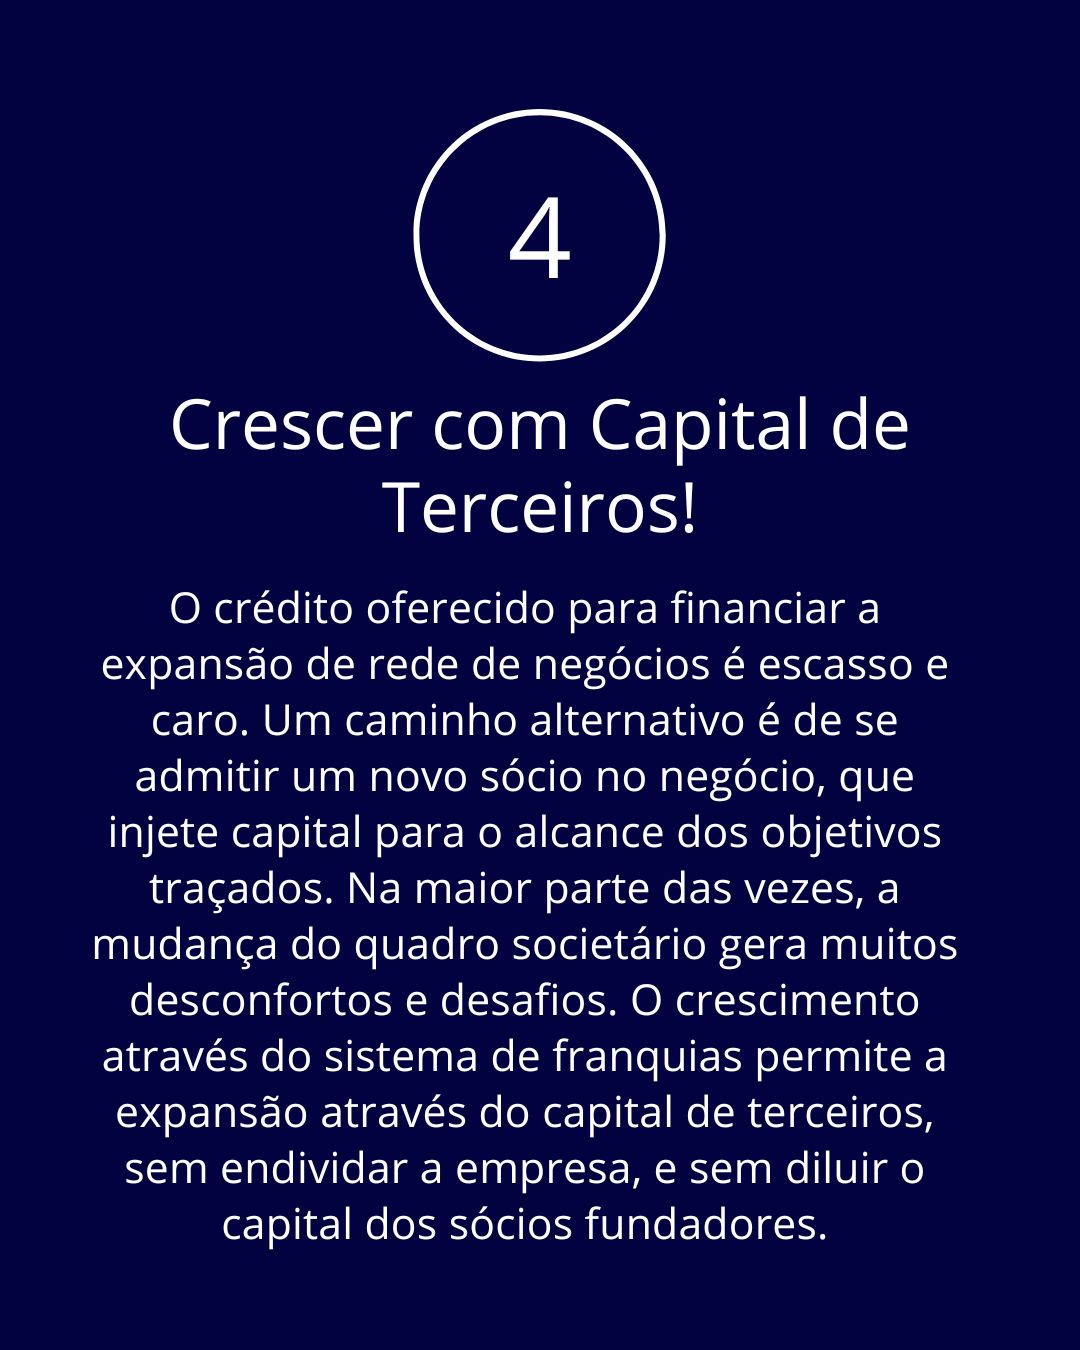 4
Crescer com Capital de
Terceiros!
O crédito oferecido para financiar a
expansão de rede de negócios é escasso e
caro. Um caminho alternativo é de se
admitir um novo sócio no negócio, que
injete capital para o alcance dos objetivos
traçados. Na maior parte das vezes, a
mudança do quadro societário gera muitos
desconfortos e desafios. O crescimento
através do sistema de franquias permite a
expansão através do capital de terceiros,
sem endividar a empresa, e sem diluir o
capital dos sócios fundadores.